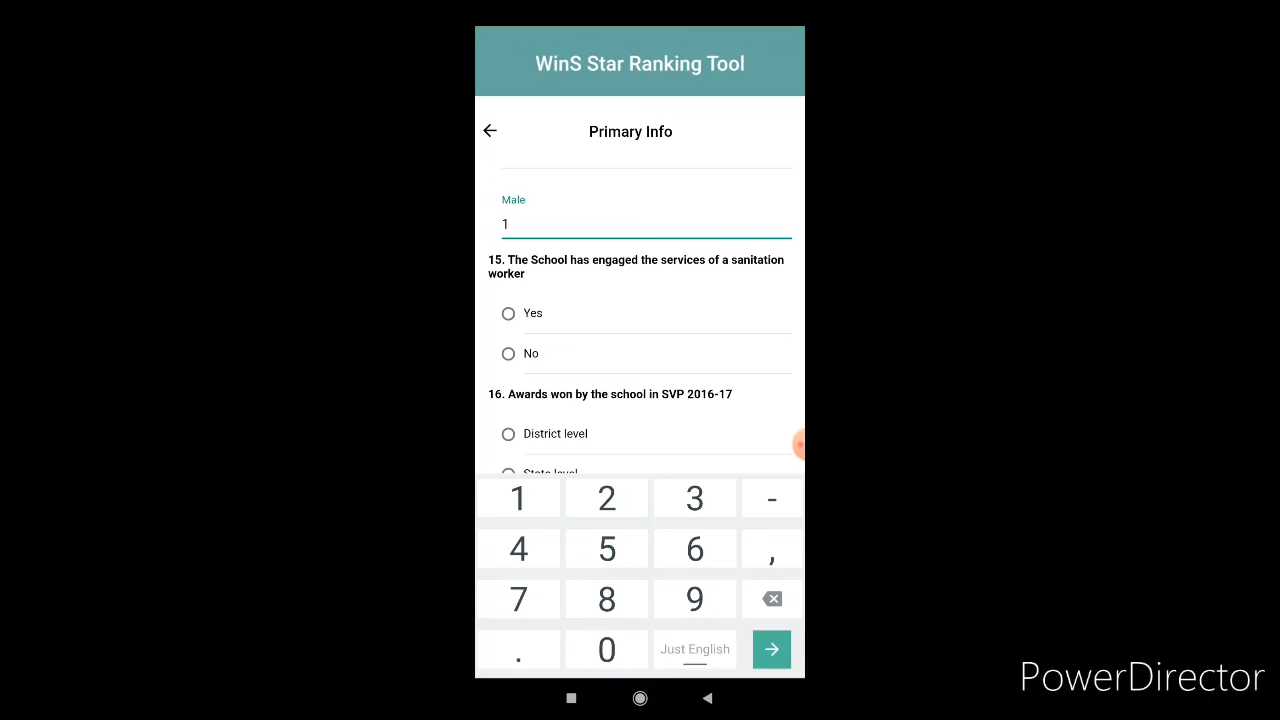 WinS Star Ranking Tool
Primary Info
Male
1
15. The School has engaged the services of a sanitation
worker
Yes
No
16. Awards won by the school in SVP 2016-17
District level
State level
1 2 3 -
4 5 6 ,
7 8 9
. 0 Just English
PowerDirector